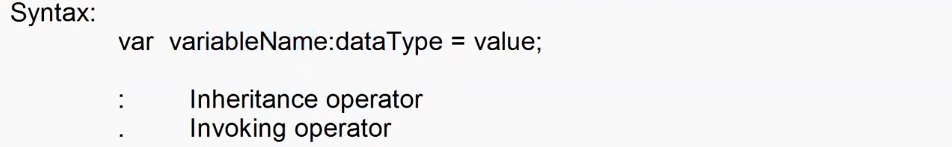 Syntax:
var variableName:dataType = value;
: Inheritance operator
. Invoking operator